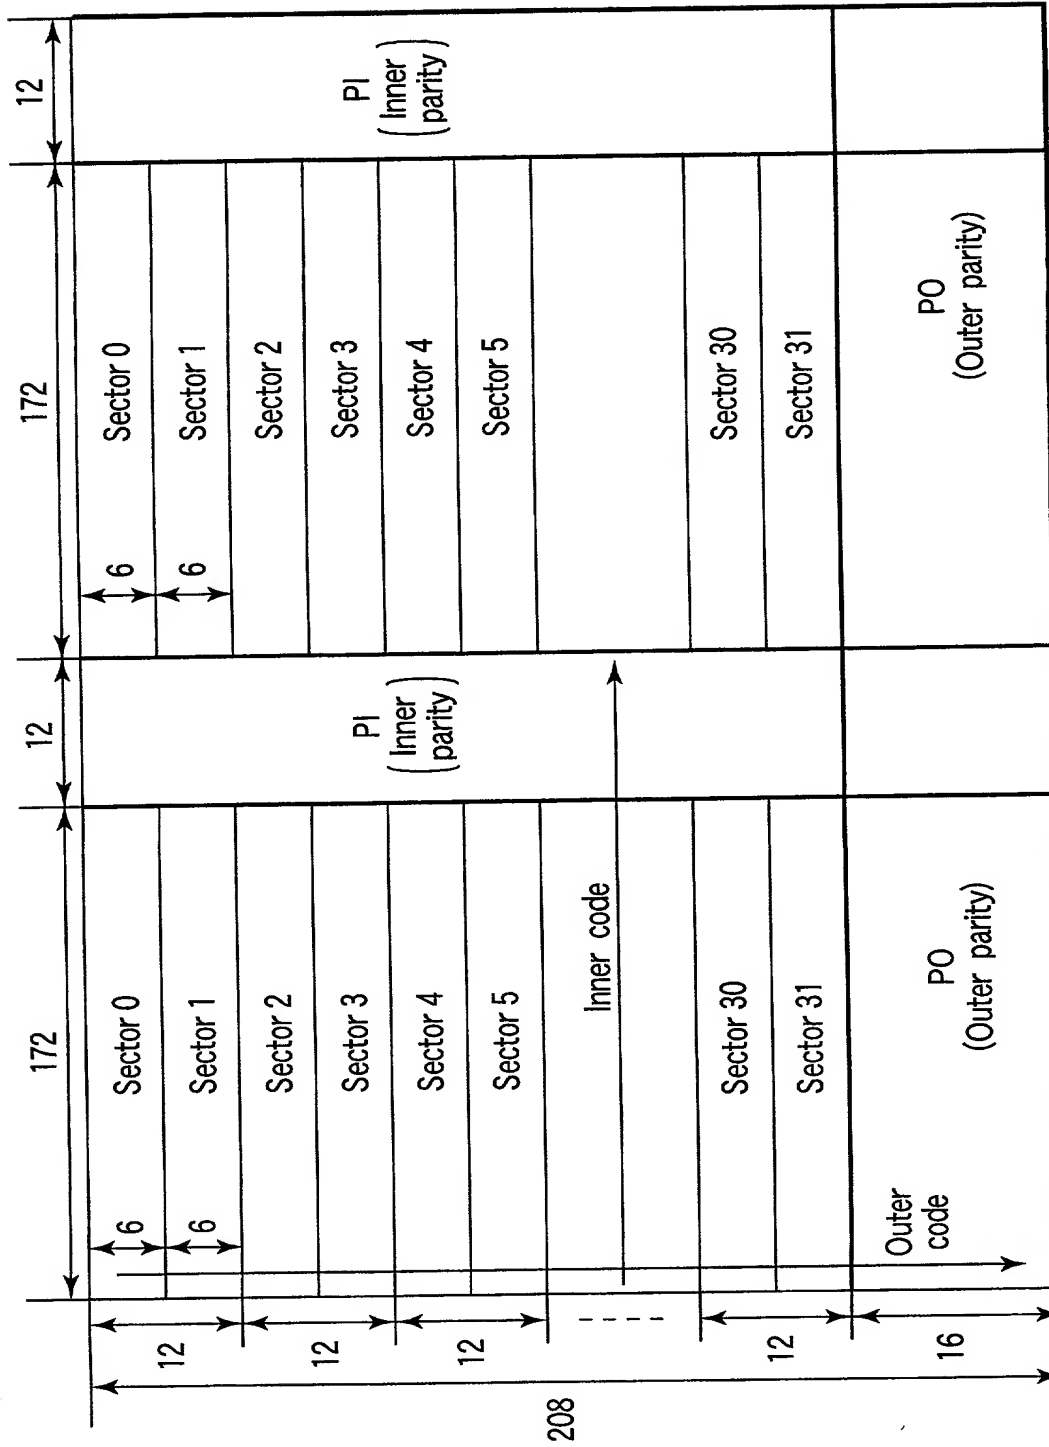 172
12
172
12
6
6
6
6
Sector 0
Sector 1
Sector 2
Sector 3
Sector 4
Sector 5
Sector 30
Sector 31
PI
(Inner
parity)
Sector 0
Sector 1
Sector 2
Sector 3
Sector 4
Sector 5
Sector 30
Sector 31
PI
(Inner
parity)
Inner code
Outer
code
PO
(Outer parity)
PO
(Outer parity)
12
12
12
12
16
208